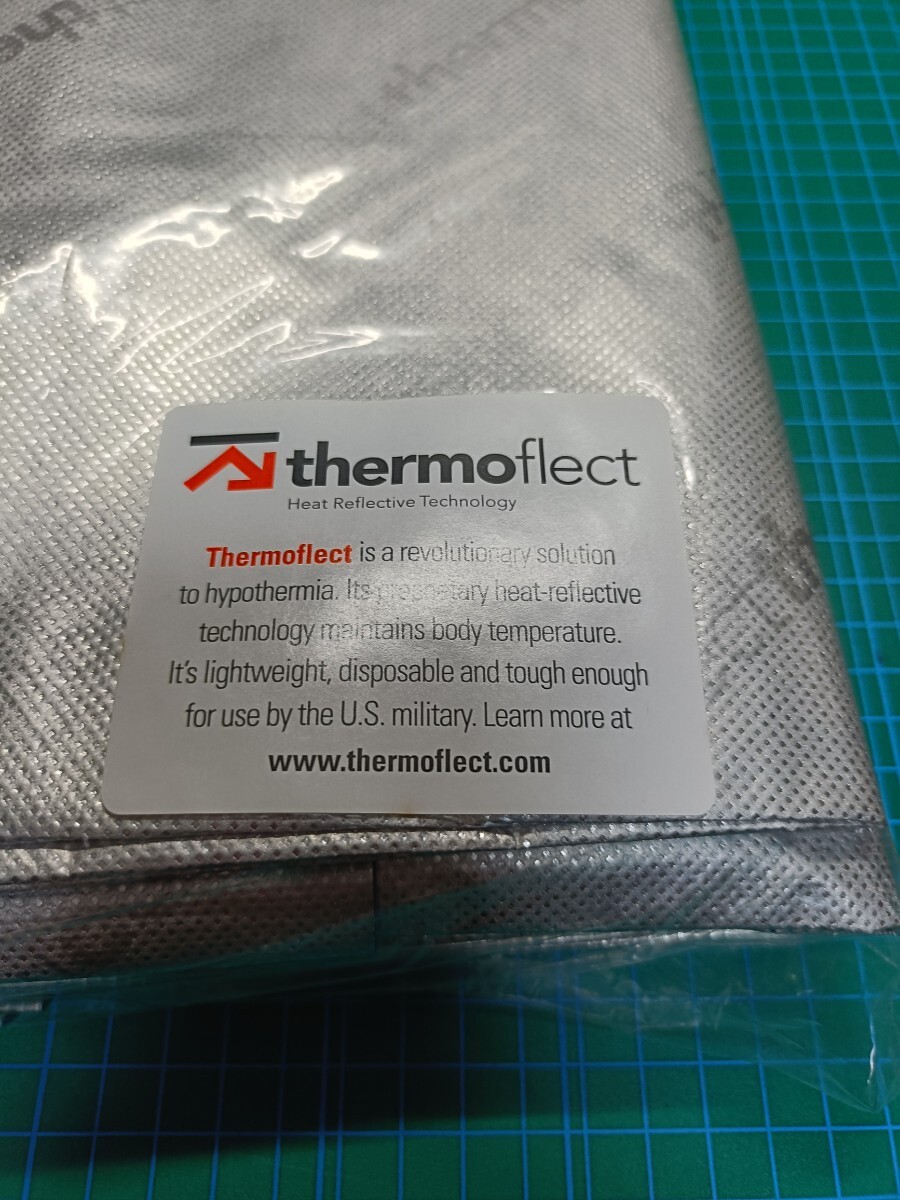 thermo
thermoflect
Heat Reflective Technology
Thermoflect is a revolutionary solution
to hypothermia. Its proprietary heat-reflective
technology maintains body temperature.
It's lightweight, disposable and tough enough
for use by the U.S. military. Learn more at
www.thermoflect.com